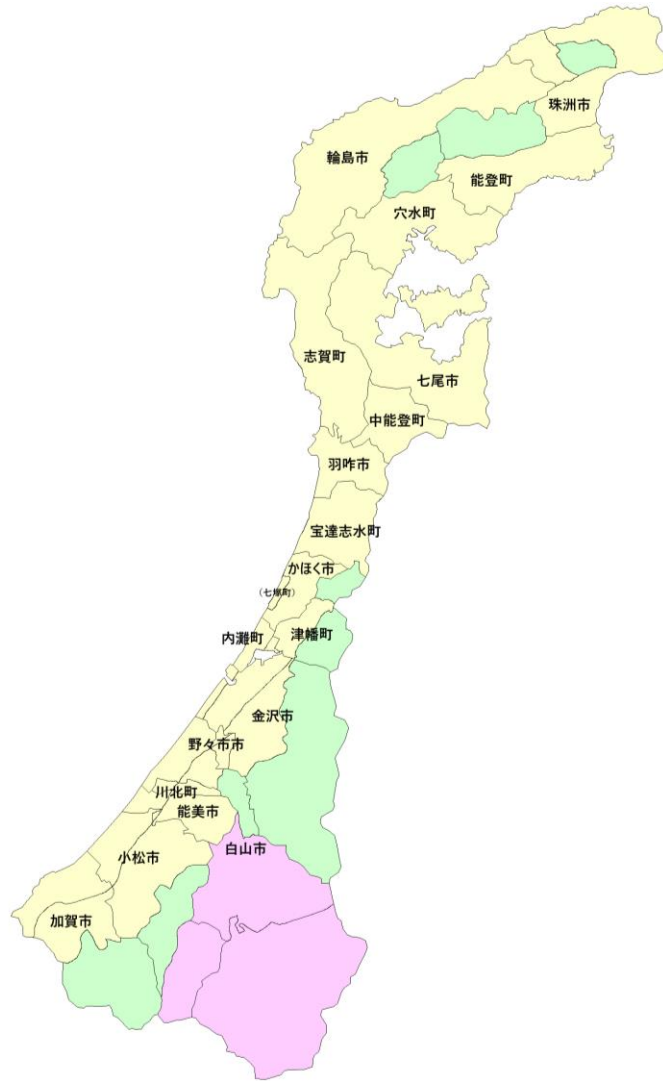 珠洲市
輪島市
能登町
穴水町
志賀町
七尾市
中能登町
羽咋市
宝達志水町
かほく市
(七塚町)
内灘町
津幡町
金沢市
野々市市
川北町
能美市
小松市
白山市
加賀市